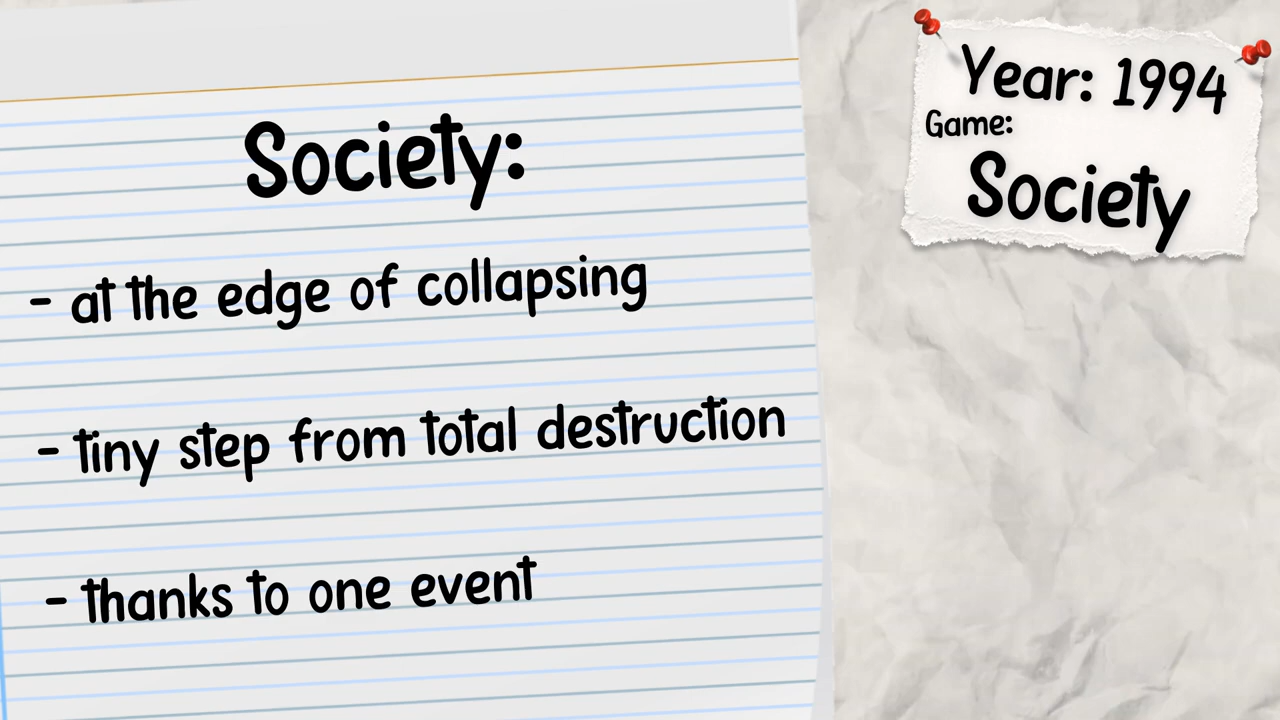 Society:
- at the edge of collapsing
- tiny step from total destruction
- thanks to one event
Year: 1994
Game:
Society